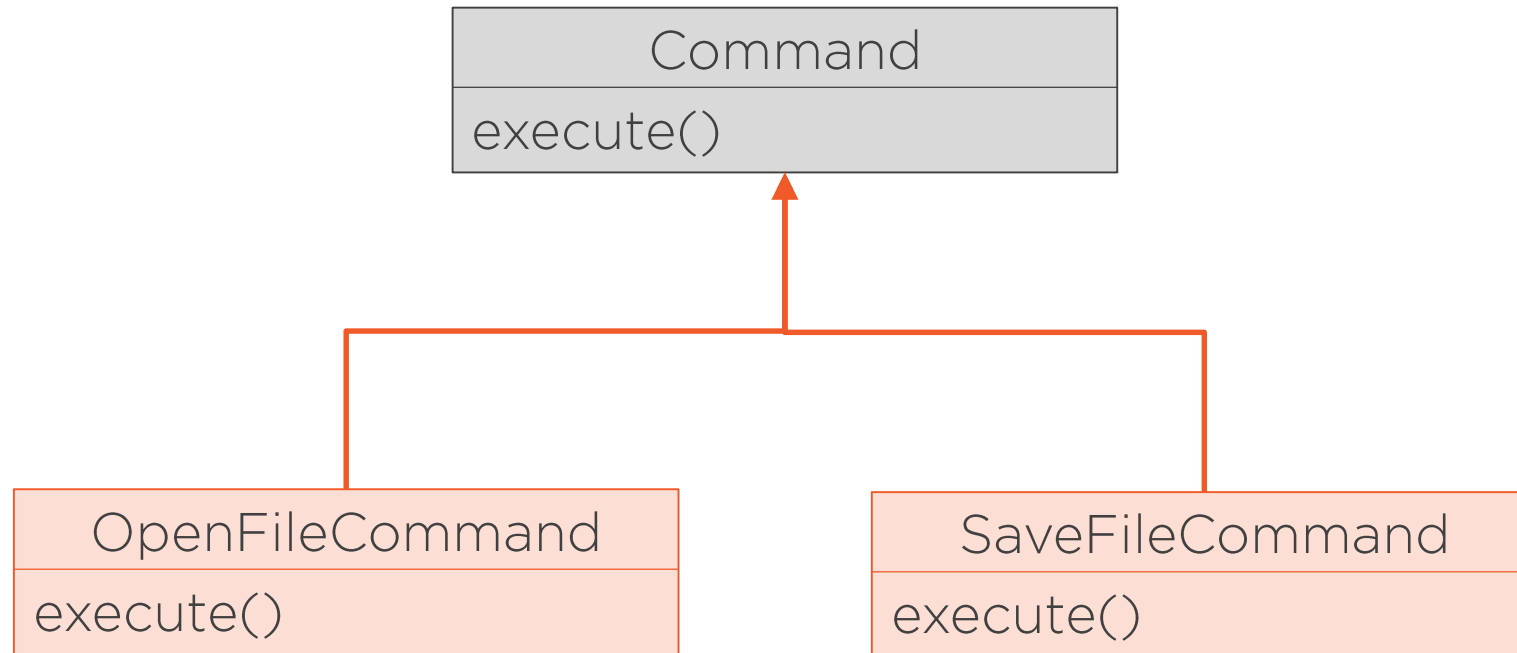 Command
execute()
OpenFileCommand
execute()
SaveFileCommand
execute()